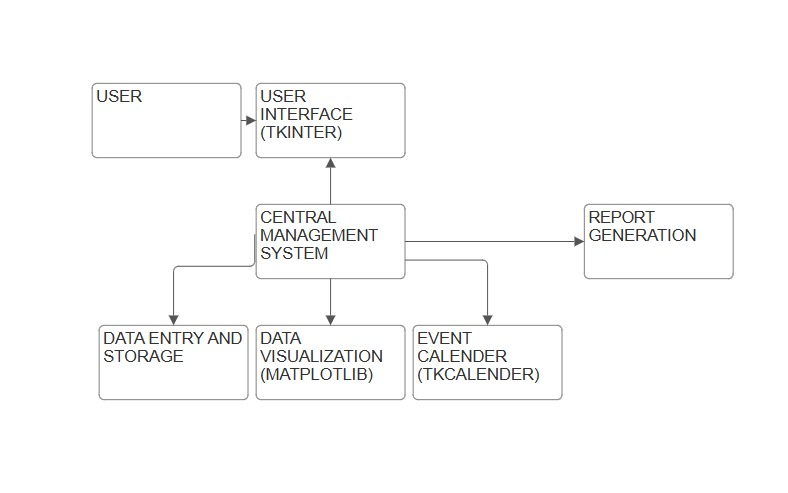 USER
USER
INTERFACE
(TKINTER)
CENTRAL
MANAGEMENT
SYSTEM
REPORT
GENERATION
DATA ENTRY AND
STORAGE
DATA
VISUALIZATION
(MATPLOTLIB)
EVENT
CALENDER
(TKCALENDER)